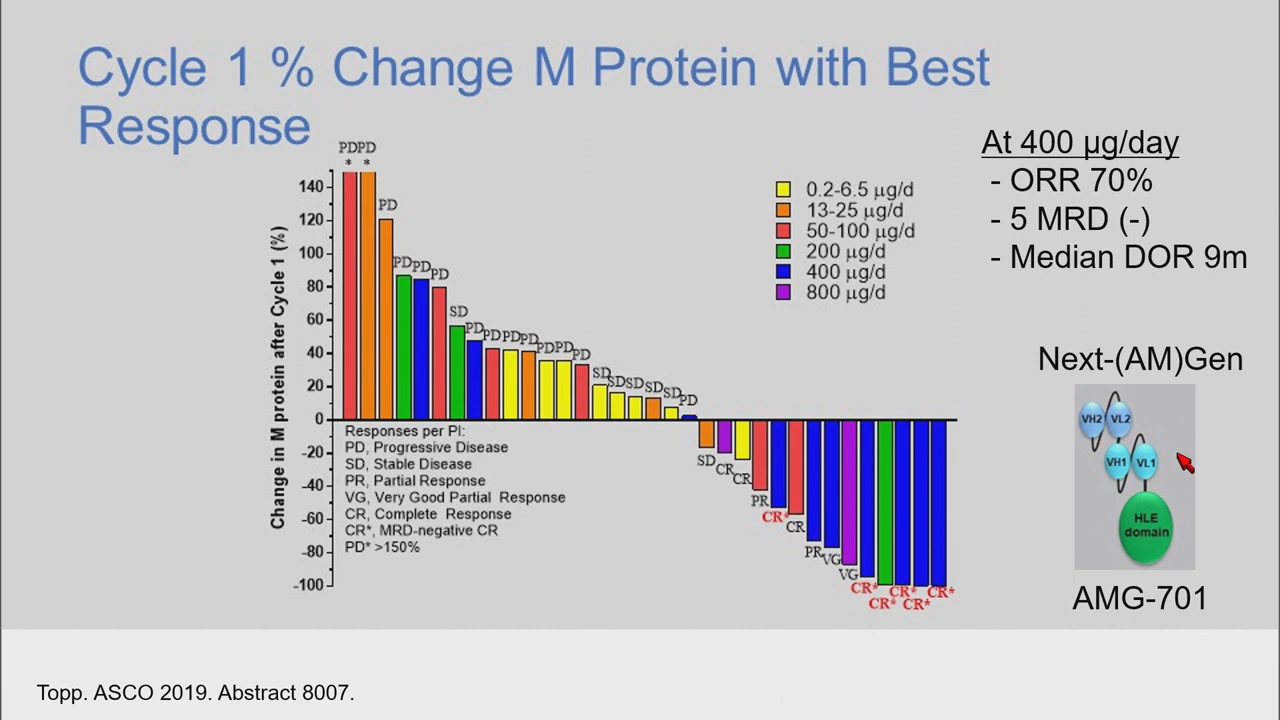 Cycle 1 % Change M Protein with Best
Response
At 400 µg/day
- ORR 70%
- 5 MRD (-)
- Median DOR 9m
PDPD
* *
PD
PD PD PD
SD
PD PD PD PD PD PD PD
SD SD SD SD SD PD
0.2-6.5 µg/d
13-25 µg/d
50-100 µg/d
200 µg/d
400 µg/d
800 µg/d
Change in M protein after Cycle 1 (%)
140
120
100
80
60
40
20
0
-20
-40
-60
-80
-100
Responses per PI:
PD, Progressive Disease
SD, Stable Disease
PR, Partial Response
VG, Very Good Partial Response
CR, Complete Response
CR*, MRD-negative CR
PD* >150%
SD CR CR PR CR* CR PR VG VG CR* CR* CR* CR* CR*
Next-(AM)Gen
VH2 VL2
VH1 VL1
HLE
domain
AMG-701
Topp. ASCO 2019. Abstract 8007.